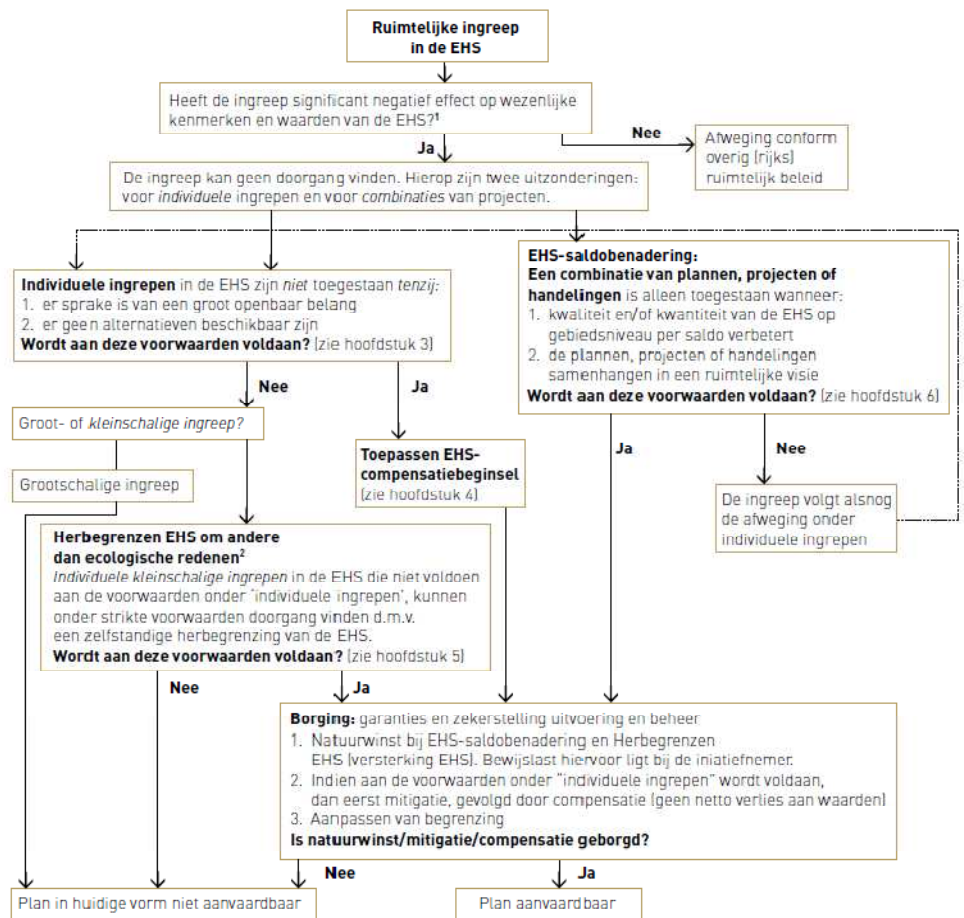 Ruimtelijke ingreep
in de EHS
Heeft de ingreep significant negatief effect op wezenlijke
kenmerken en waarden van de EHS?¹
Nee
Afweging conform
overig (rijks)
ruimtelijk beleid
Ja
De ingreep kan geen doorgang vinden. Hierop zijn twee uitzonderingen:
voor individuele ingrepen en voor combinaties van projecten.
Individuele ingrepen in de EHS zijn niet toegestaan tenzij:
1. er sprake is van een groot openbaar belang
2. er geen alternatieven beschikbaar zijn
Wordt aan deze voorwaarden voldaan? (zie hoofdstuk 3)
EHS-saldobenadering:
Een combinatie van plannen, projecten of
handelingen is alleen toegestaan wanneer:
1. kwaliteit en/of kwantiteit van de EHS op
gebiedsniveau per saldo verbetert
2. de plannen, projecten of handelingen
samenhangen in een ruimtelijke visie
Wordt aan deze voorwaarden voldaan? (zie hoofdstuk 6)
Nee
Ja
Groot- of kleinschalige ingreep?
Grootschalige ingreep
Toepassen EHS-
compensatiebeginsel
(zie hoofdstuk 4)
Ja
Nee
De ingreep volgt alsnog
de afweging onder
individuele ingrepen
Herbegrenzen EHS om andere
dan ecologische redenen²
Individuele kleinschalige ingrepen in de EHS die niet voldoen
aan de voorwaarden onder 'individuele ingrepen', kunnen
onder strikte voorwaarden doorgang vinden d.m.v.
een zelfstandige herbegrenzing van de EHS.
Wordt aan deze voorwaarden voldaan? (zie hoofdstuk 5)
Nee
Ja
Borging: garanties en zekerstelling uitvoering en beheer
1. Natuurwinst bij EHS-saldobenadering en Herbegrenzen
EHS (versterking EHS). Bewijslast hiervoor ligt bij de iniatiefnemer.
2. Indien aan de voorwaarden onder "individuele ingrepen" wordt voldaan,
dan eerst mitigatie, gevolgd door compensatie (geen netto verlies aan waarden)
3. Aanpassen van begrenzing
Is natuurwinst/mitigatie/compensatie geborgd?
Nee
Ja
Plan in huidige vorm niet aanvaardbaar
Plan aanvaardbaar